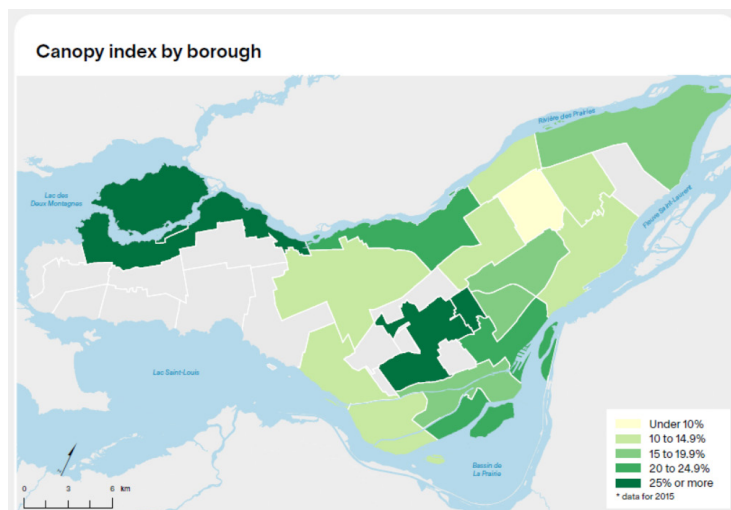 Canopy index by borough
Rivière des Prairies
Lac des
Deux Montagnes
Fleuve Saint-Laurent
Lac Saint-Louis
Bassin de
La Prairie
Under 10%
10 to 14.9%
15 to 19.9%
20 to 24.9%
25% or more
* data for 2015
0 3 6 km